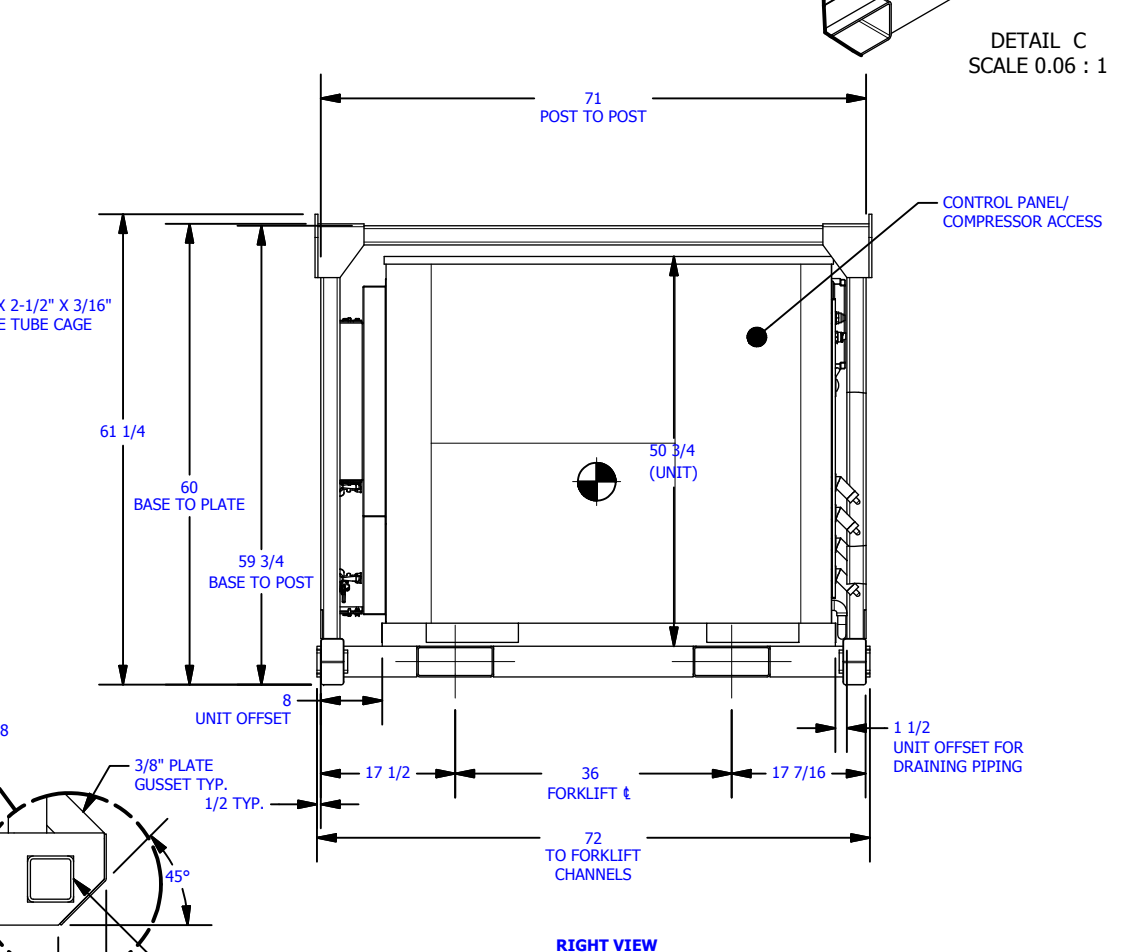 DETAIL C
SCALE 0.06 : 1
71
POST TO POST
CONTROL PANEL/
COMPRESSOR ACCESS
X 2-1/2" X 3/16"
E TUBE CAGE
61 1/4
60
BASE TO PLATE
59 3/4
BASE TO POST
50 3/4
(UNIT)
8
UNIT OFFSET
1 1/2
UNIT OFFSET FOR
DRAINING PIPING
8
3/8" PLATE
GUSSET TYP.
17 1/2
36
FORKLIFT ℄
17 7/16
1/2 TYP.
72
TO FORKLIFT
CHANNELS
45°
RIGHT VIEW